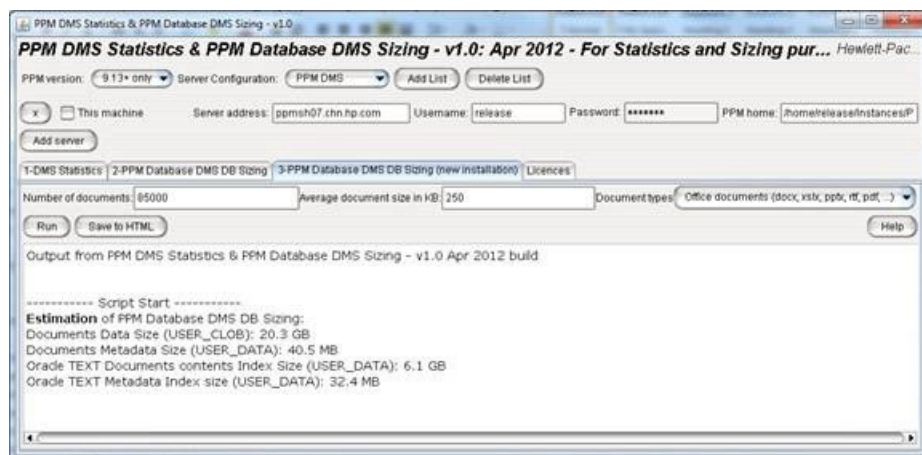 PPM DMS Statistics & PPM Database DMS Sizing - v1.0
PPM DMS Statistics & PPM Database DMS Sizing - v1.0: Apr 2012 - For Statistics and Sizing pur... Hewlett-Pac...
PPM version: 9.13+ only Server Configuration: PPM DMS Add List Delete List
x This machine Server address: ppmsh07.chn.hp.com Username: release Password: ******* PPM home: /home/release/instances/P
Add server
1-DMS Statistics 2-PPM Database DMS DB Sizing 3-PPM Database DMS DB Sizing (new installation) Licences
Number of documents: 85000 Average document size in KB: 250 Document types Office documents (docx, xslx, pptx, rtf, pdf, ...)
Run Save to HTML Help
Output from PPM DMS Statistics & PPM Database DMS Sizing - v1.0 Apr 2012 build
----------- Script Start -----------
Estimation of PPM Database DMS DB Sizing:
Documents Data Size (USER_CLOB): 20.3 GB
Documents Metadata Size (USER_DATA): 40.5 MB
Oracle TEXT Documents contents Index Size (USER_DATA): 6.1 GB
Oracle TEXT Metadata Index size (USER_DATA): 32.4 MB